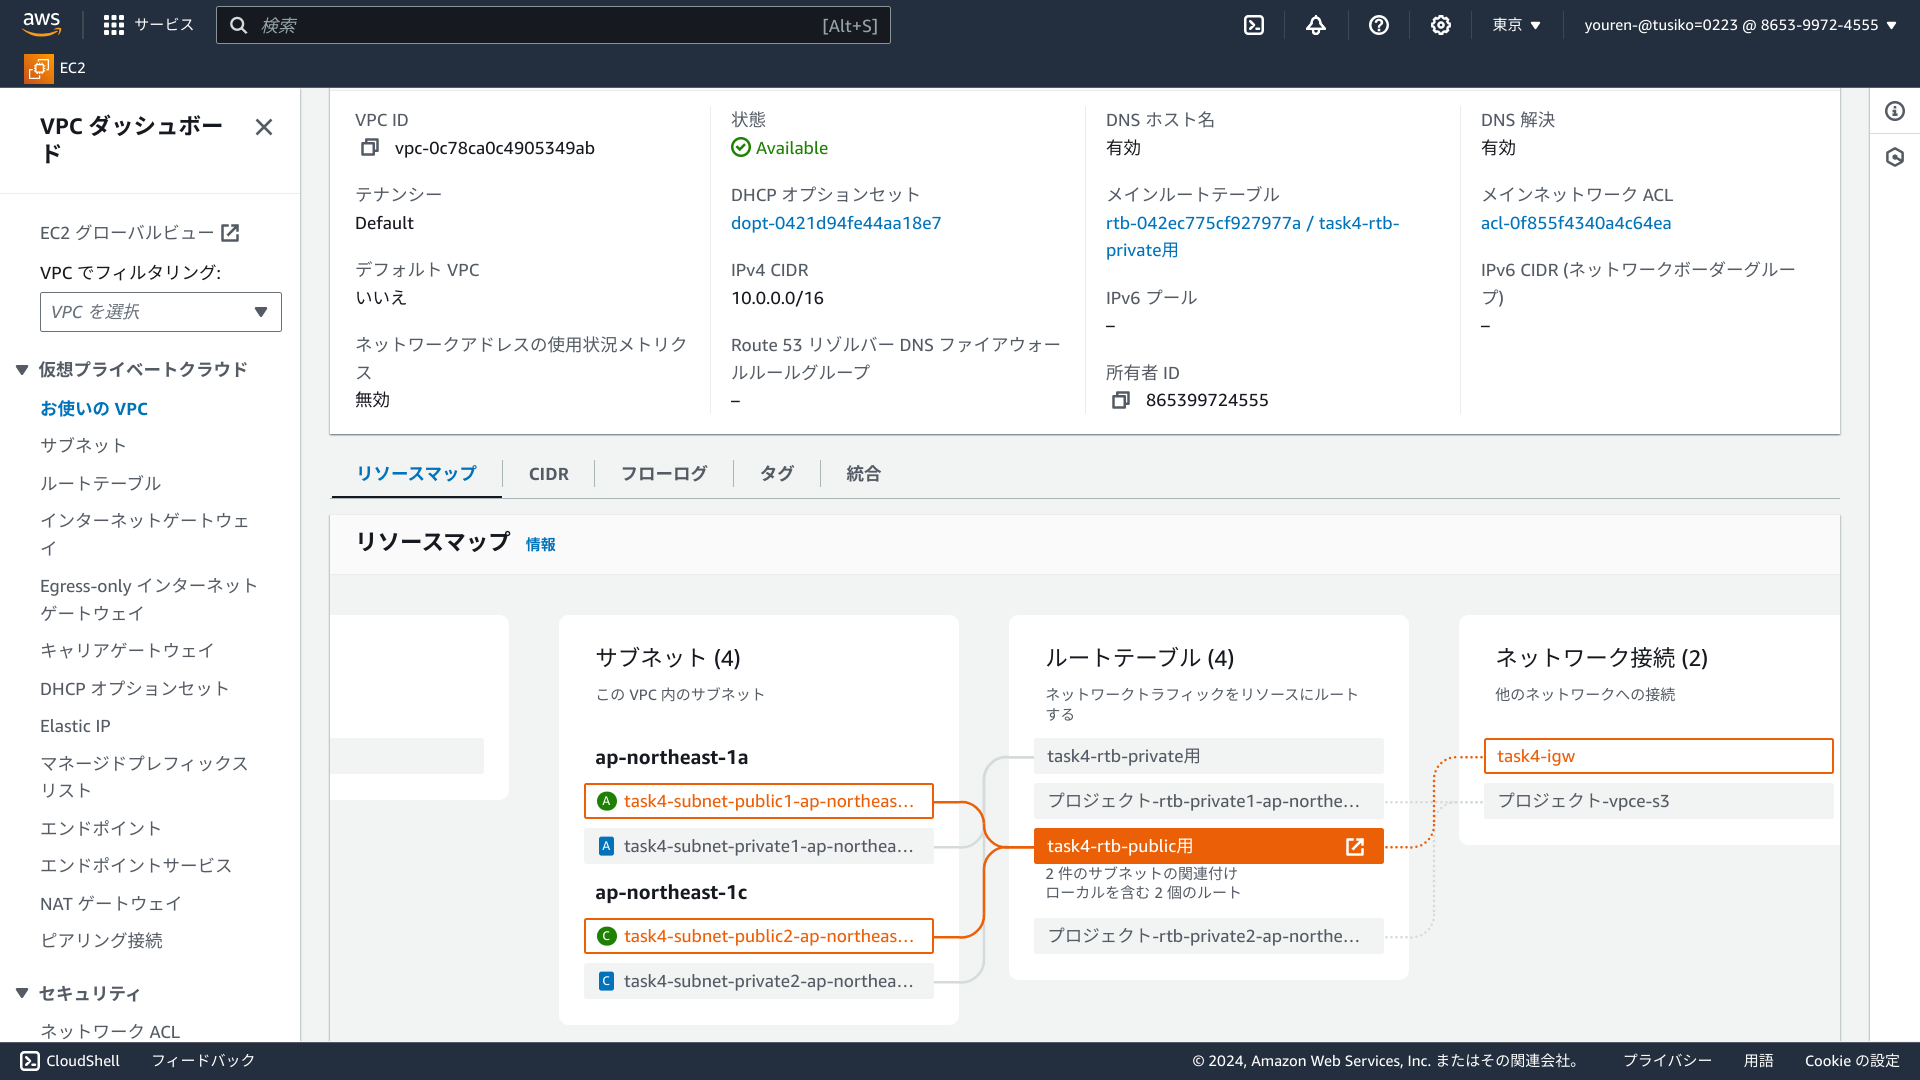 aws
サービス
検索
[Alt+S]
東京
youren-@tusiko=0223 @ 8653-9972-4555
EC2
VPC ダッシュボー
ド
EC2 グローバルビュー
VPC でフィルタリング:
VPC を選択
仮想プライベートクラウド
お使いの VPC
サブネット
ルートテーブル
インターネットゲートウェ
イ
Egress-only インターネット
ゲートウェイ
キャリアゲートウェイ
DHCP オプションセット
Elastic IP
マネージドプレフィックス
リスト
エンドポイント
エンドポイントサービス
NAT ゲートウェイ
ピアリング接続
セキュリティ
ネットワーク ACL
VPC ID
vpc-0c78ca0c4905349ab
テナンシー
Default
デフォルト VPC
いいえ
ネットワークアドレスの使用状況メトリク
ス
無効
状態
Available
DHCP オプションセット
dopt-0421d94fe44aa18e7
IPv4 CIDR
10.0.0.0/16
Route 53 リゾルバー DNS ファイアウォー
ルルールグループ
–
DNS ホスト名
有効
メインルートテーブル
rtb-042ec775cf927977a / task4-rtb-
private用
IPv6 プール
–
所有者 ID
865399724555
DNS 解決
有効
メインネットワーク ACL
acl-0f855f4340a4c64ea
IPv6 CIDR (ネットワークボーダーグルー
プ)
–
リソースマップ
CIDR
フローログ
タグ
統合
リソースマップ 情報
サブネット (4)
この VPC 内のサブネット
ap-northeast-1a
A task4-subnet-public1-ap-northeas...
A task4-subnet-private1-ap-northea...
ap-northeast-1c
C task4-subnet-public2-ap-northeas...
C task4-subnet-private2-ap-northea...
ルートテーブル (4)
ネットワークトラフィックをリソースにルート
する
task4-rtb-private用
プロジェクト-rtb-private1-ap-northe...
task4-rtb-public用
2 件のサブネットの関連付け
ローカルを含む 2 個のルート
プロジェクト-rtb-private2-ap-northe...
ネットワーク接続 (2)
他のネットワークへの接続
task4-igw
プロジェクト-vpce-s3
CloudShell
フィードバック
© 2024, Amazon Web Services, Inc. またはその関連会社。
プライバシー
用語
Cookie の設定